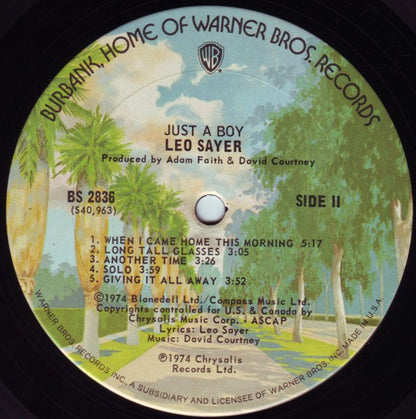 BURBANK, HOME OF WARNER BROS. RECORDS
WB
JUST A BOY
LEO SAYER
Produced by Adam Faith & David Courtney
BS 2836
(S40,963)
SIDE II
1. WHEN I CAME HOME THIS MORNING 5:17
2. LONG TALL GLASSES 3:05
3. ANOTHER TIME 3:26
4. SOLO 3:59
5. GIVING IT ALL AWAY 3:52
©1974 Blanedell Ltd./Compass Music Ltd.
Copyrights controlled for U.S. & Canada by
Chrysalis Music Corp. - ASCAP
Lyrics: Leo Sayer
Music: David Courtney
℗1974 Chrysalis
Records Ltd.
WARNER BROS. RECORDS INC., A SUBSIDIARY AND LICENSEE OF WARNER BROS. INC. MADE IN U.S.A.